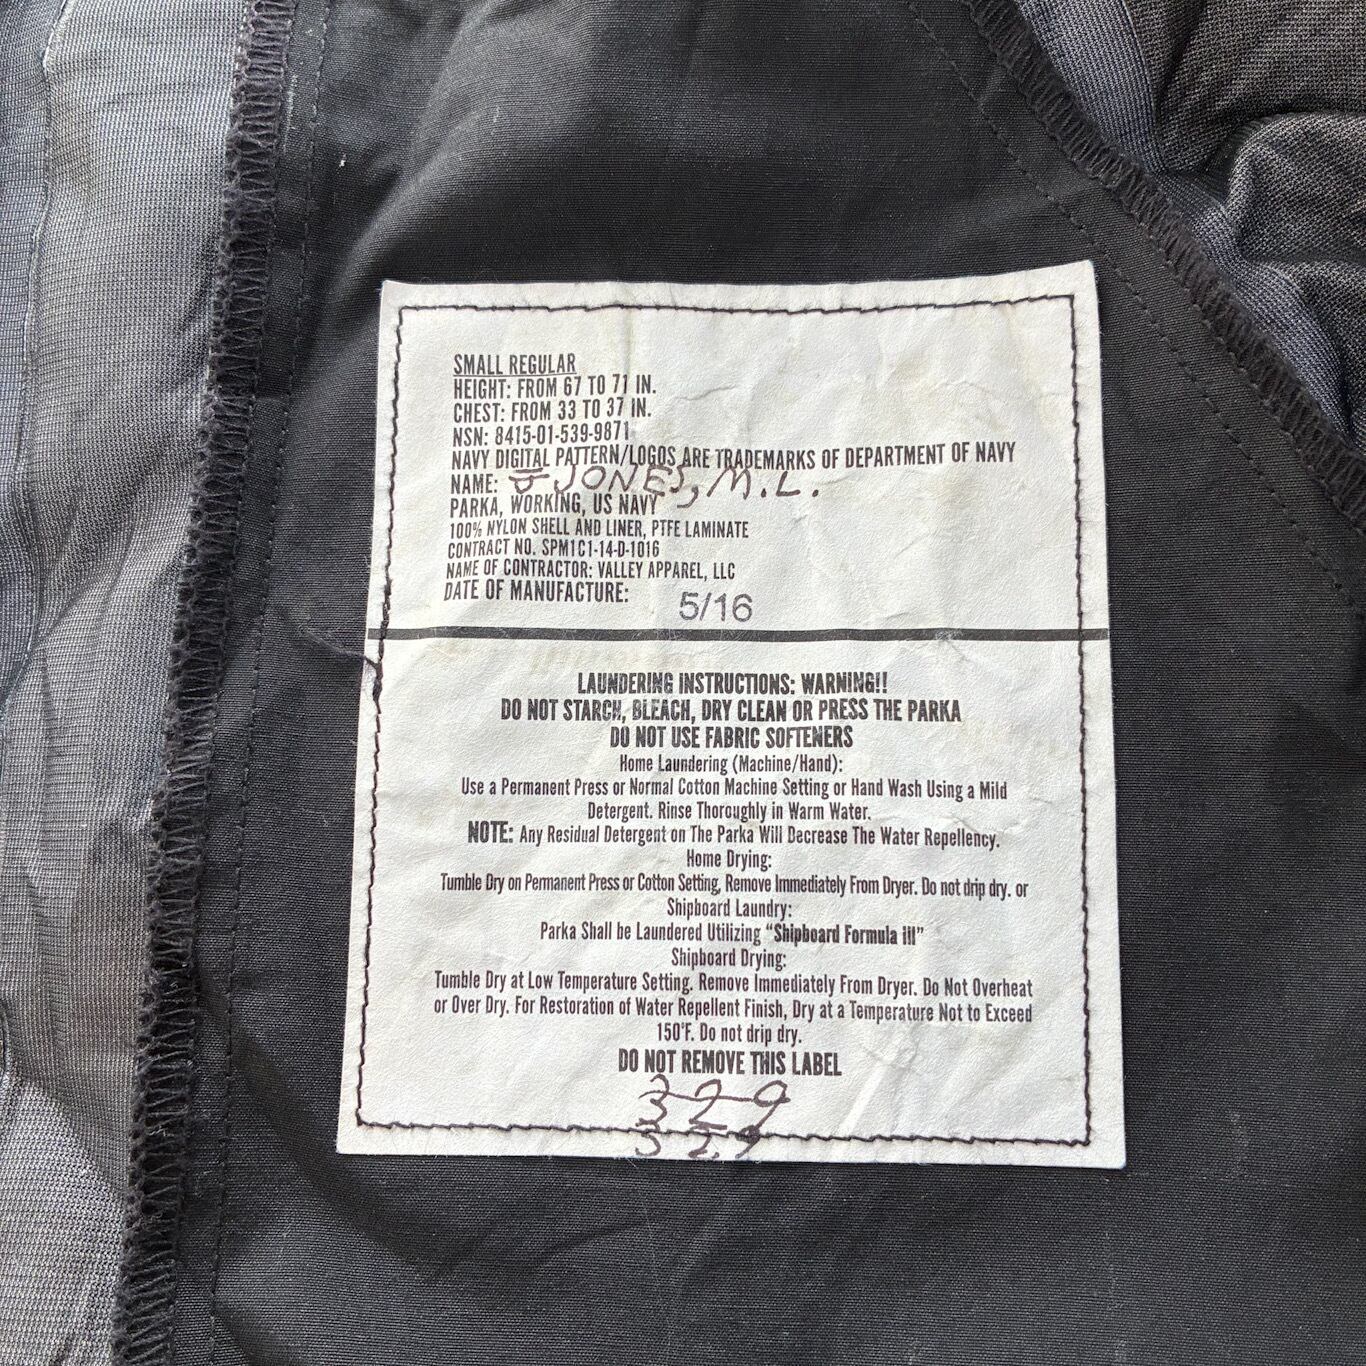 SMALL REGULAR
HEIGHT: FROM 67 TO 71 IN.
CHEST: FROM 33 TO 37 IN.
NSN: 8415-01-539-9871
NAVY DIGITAL PATTERN/LOGOS ARE TRADEMARKS OF DEPARTMENT OF NAVY
NAME: JONES, M.L.
PARKA, WORKING, US NAVY
100% NYLON SHELL AND LINER, PTFE LAMINATE
CONTRACT NO. SPM1C1-14-D-1016
NAME OF CONTRACTOR: VALLEY APPAREL, LLC
DATE OF MANUFACTURE: 5/16
LAUNDERING INSTRUCTIONS: WARNING!!
DO NOT STARCH, BLEACH, DRY CLEAN OR PRESS THE PARKA
DO NOT USE FABRIC SOFTENERS
Home Laundering (Machine/Hand):
Use a Permanent Press or Normal Cotton Machine Setting or Hand Wash Using a Mild
Detergent. Rinse Thoroughly in Warm Water.
NOTE: Any Residual Detergent on The Parka Will Decrease The Water Repellency.
Home Drying:
Tumble Dry on Permanent Press or Cotton Setting, Remove Immediately From Dryer. Do not drip dry. or
Shipboard Laundry:
Parka Shall be Laundered Utilizing “Shipboard Formula ill”
Shipboard Drying:
Tumble Dry at Low Temperature Setting. Remove Immediately From Dryer. Do Not Overheat
or Over Dry. For Restoration of Water Repellent Finish, Dry at a Temperature Not to Exceed
150°F. Do not drip dry.
DO NOT REMOVE THIS LABEL
329
329